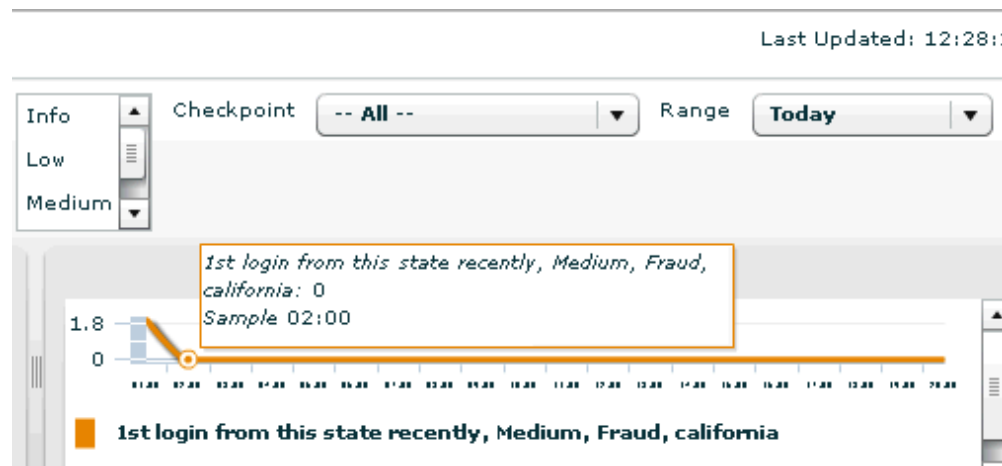 Last Updated: 12:28:
Info
Checkpoint
-- All --
Range
Today
Low
Medium
1st login from this state recently, Medium, Fraud,
california: 0
Sample 02:00
1.8
0
1st login from this state recently, Medium, Fraud, california